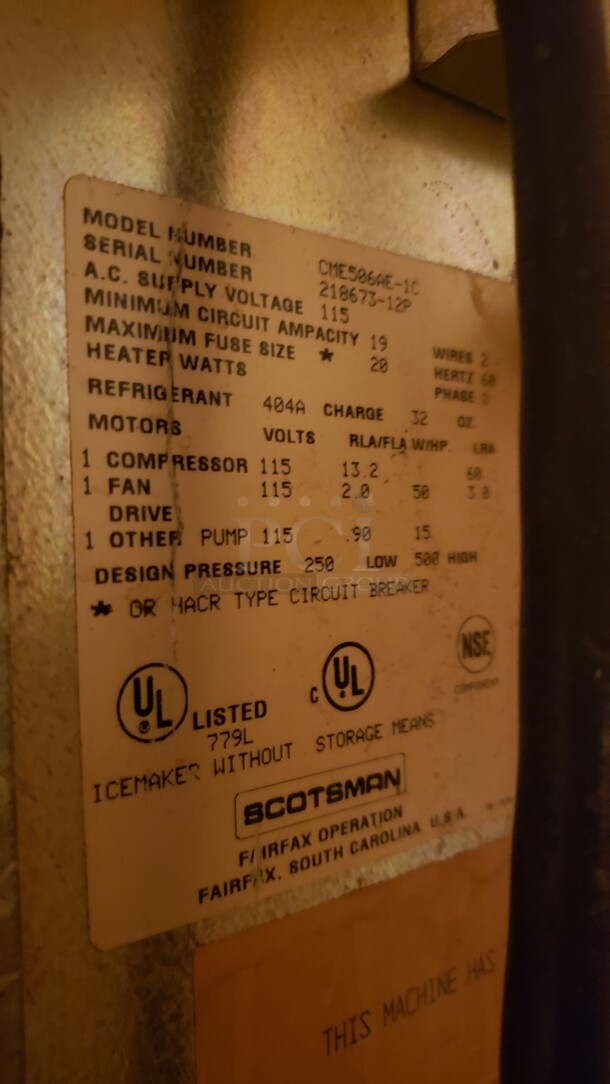 MODEL NUMBER CME506AE-1C
SERIAL NUMBER 218673-12P
A.C. SUPPLY VOLTAGE 115 WIRES 2
MINIMUM CIRCUIT AMPACITY 19 HERTZ 60
MAXIMUM FUSE SIZE * 20 PHASE 1
HEATER WATTS
REFRIGERANT 404A CHARGE 32 OZ.
MOTORS VOLTS RLA/FLA W/HP LRA
1 COMPRESSOR 115 13.2 60
1 FAN 115 2.0 50 3.0
DRIVE
1 OTHER PUMP 115 .90 15
DESIGN PRESSURE 250 LOW 500 HIGH
* OR HACR TYPE CIRCUIT BREAKER
PCI
AUCTION GROUP
UL LISTED C UL NSF
779L COMPONENT
ICEMAKER WITHOUT STORAGE MEANS
SCOTSMAN
FAIRFAX OPERATION
FAIRFAX, SOUTH CAROLINA U.S.A.
THIS MACHINE HAS